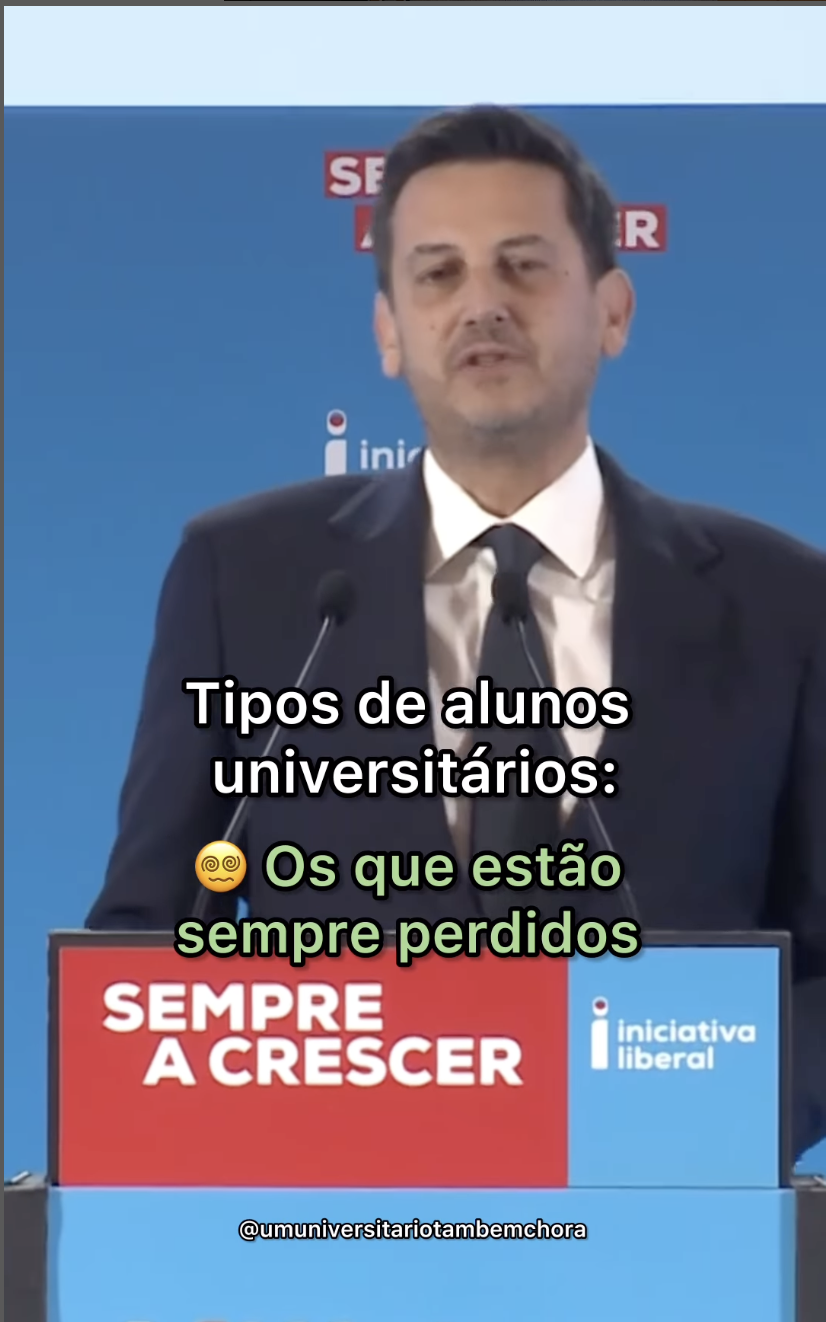 SE
ER
inic
Tipos de alunos
universitários:
😵‍💫 Os que estão
sempre perdidos
SEMPRE
A CRESCER
iniciativa
liberal
@umuniversitariotambemchora